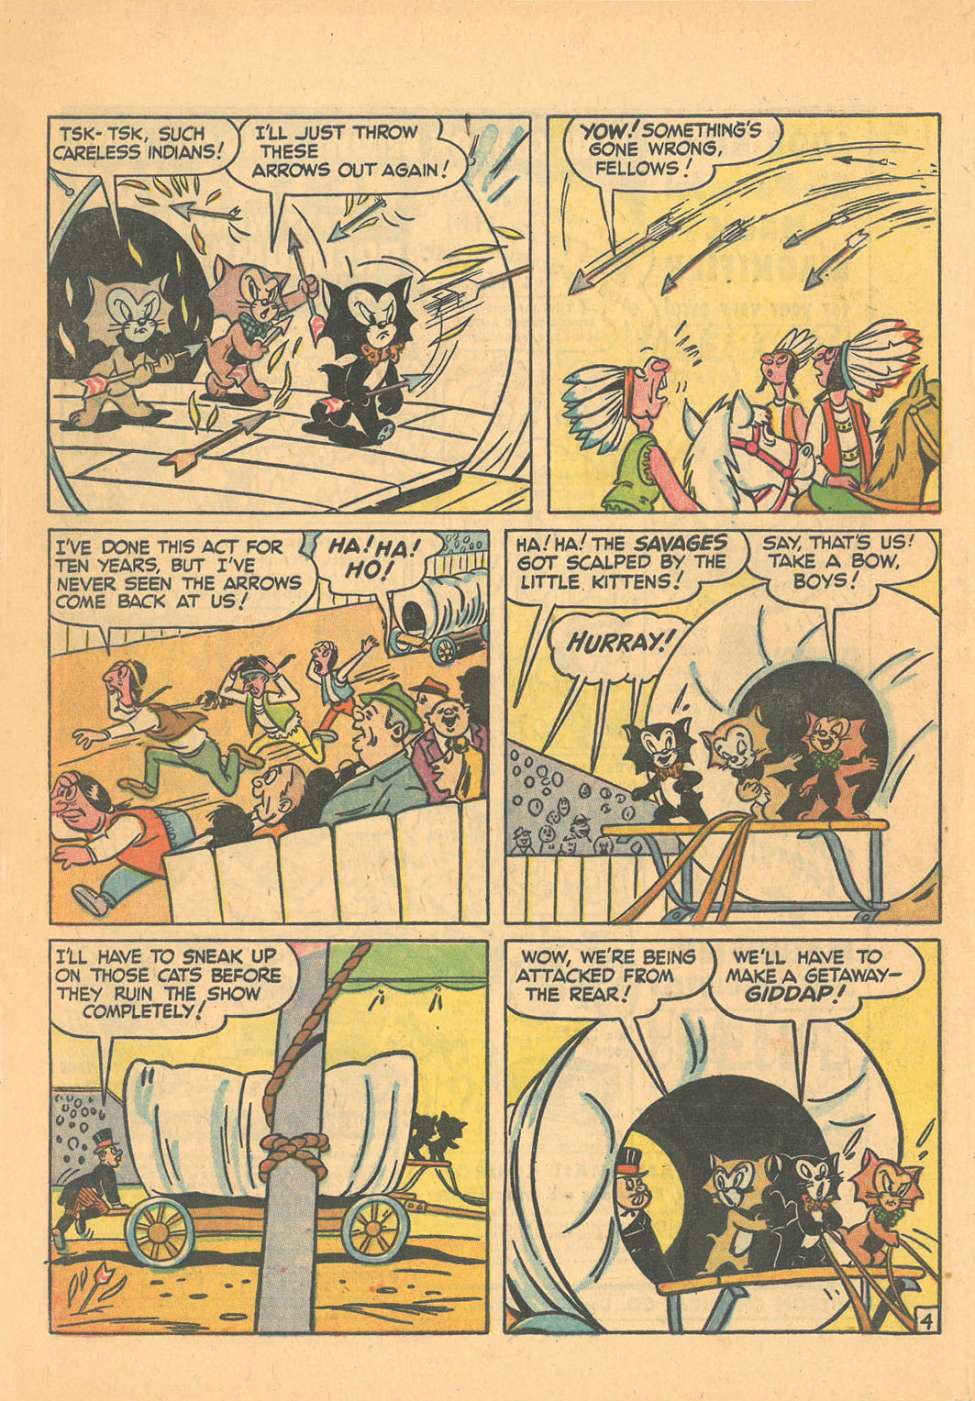 TSK-TSK, SUCH
CARELESS INDIANS!
I'LL JUST THROW
THESE
ARROWS OUT AGAIN!
YOW! SOMETHING'S
GONE WRONG,
FELLOWS!
I'VE DONE THIS ACT FOR
TEN YEARS, BUT I'VE
NEVER SEEN THE ARROWS
COME BACK AT US!
HA! HA!
HO!
HA! HA! THE SAVAGES
GOT SCALPED BY THE
LITTLE KITTENS!
HURRAY!
SAY, THAT'S US!
TAKE A BOW,
BOYS!
I'LL HAVE TO SNEAK UP
ON THOSE CATS BEFORE
THEY RUIN THE SHOW
COMPLETELY!
WOW, WE'RE BEING
ATTACKED FROM
THE REAR!
WE'LL HAVE TO
MAKE A GETAWAY-
GIDDAP!
4